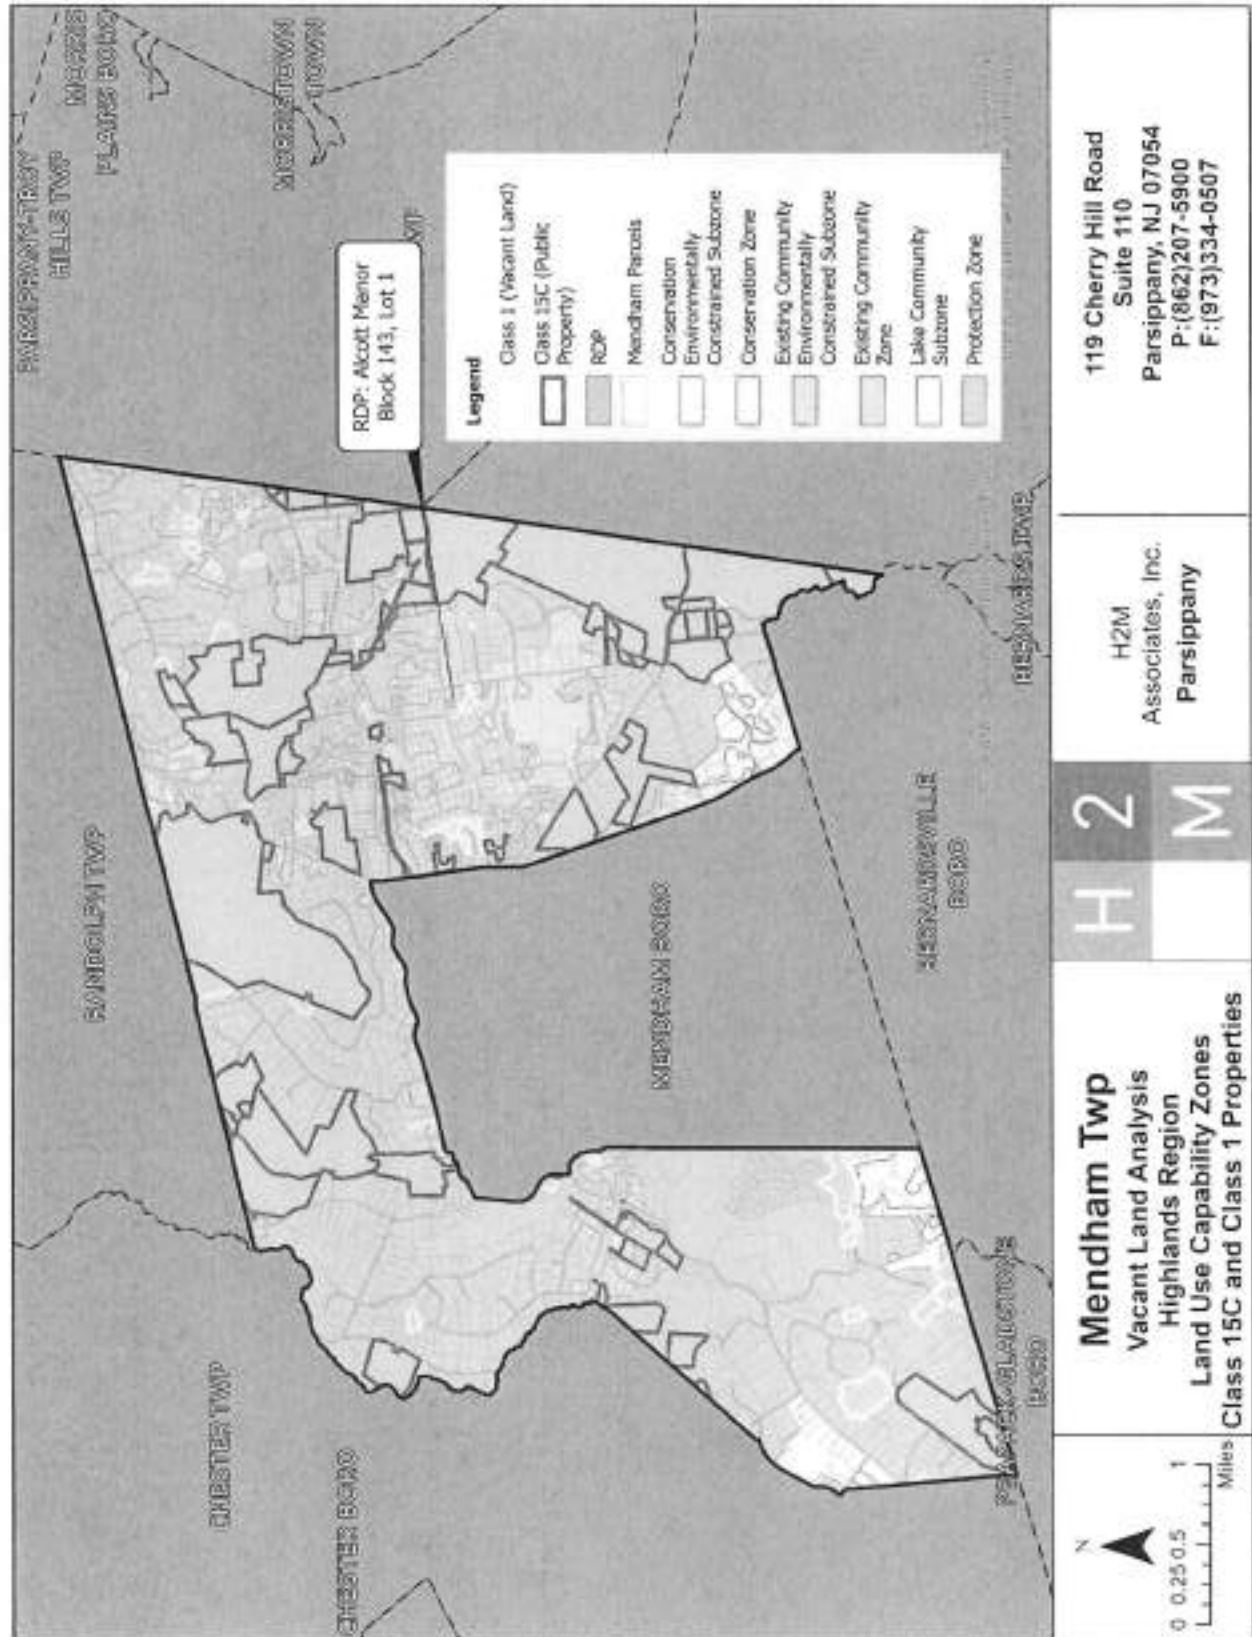 PARSIPPANY-TROY
HILLS TWP
MORRIS
PLAINS BORO
MORRISTOWN
TOWN
RANDOLPH TWP
CHESTER TWP
CHESTER BORO
MENDHAM BORO
BERNARDSVILLE
BORO
BERNARDS TWP
PEAPACK-GLADSTONE
BORO
RDP: Alcott Manor
Block 143, Lot 1
Legend
Class 1 (Vacant Land)
Class 15C (Public
Property)
RDP
Mendham Parcels
Conservation
Environmentally
Constrained Subzone
Conservation Zone
Existing Community
Environmentally
Constrained Subzone
Existing Community
Zone
Lake Community
Subzone
Protection Zone
N
0 0.25 0.5 1
Miles
Mendham Twp
Vacant Land Analysis
Highlands Region
Land Use Capability Zones
Class 15C and Class 1 Properties
H 2
M
H2M
Associates, Inc.
Parsippany
119 Cherry Hill Road
Suite 110
Parsippany, NJ 07054
P:(862)207-5900
F:(973)334-0507